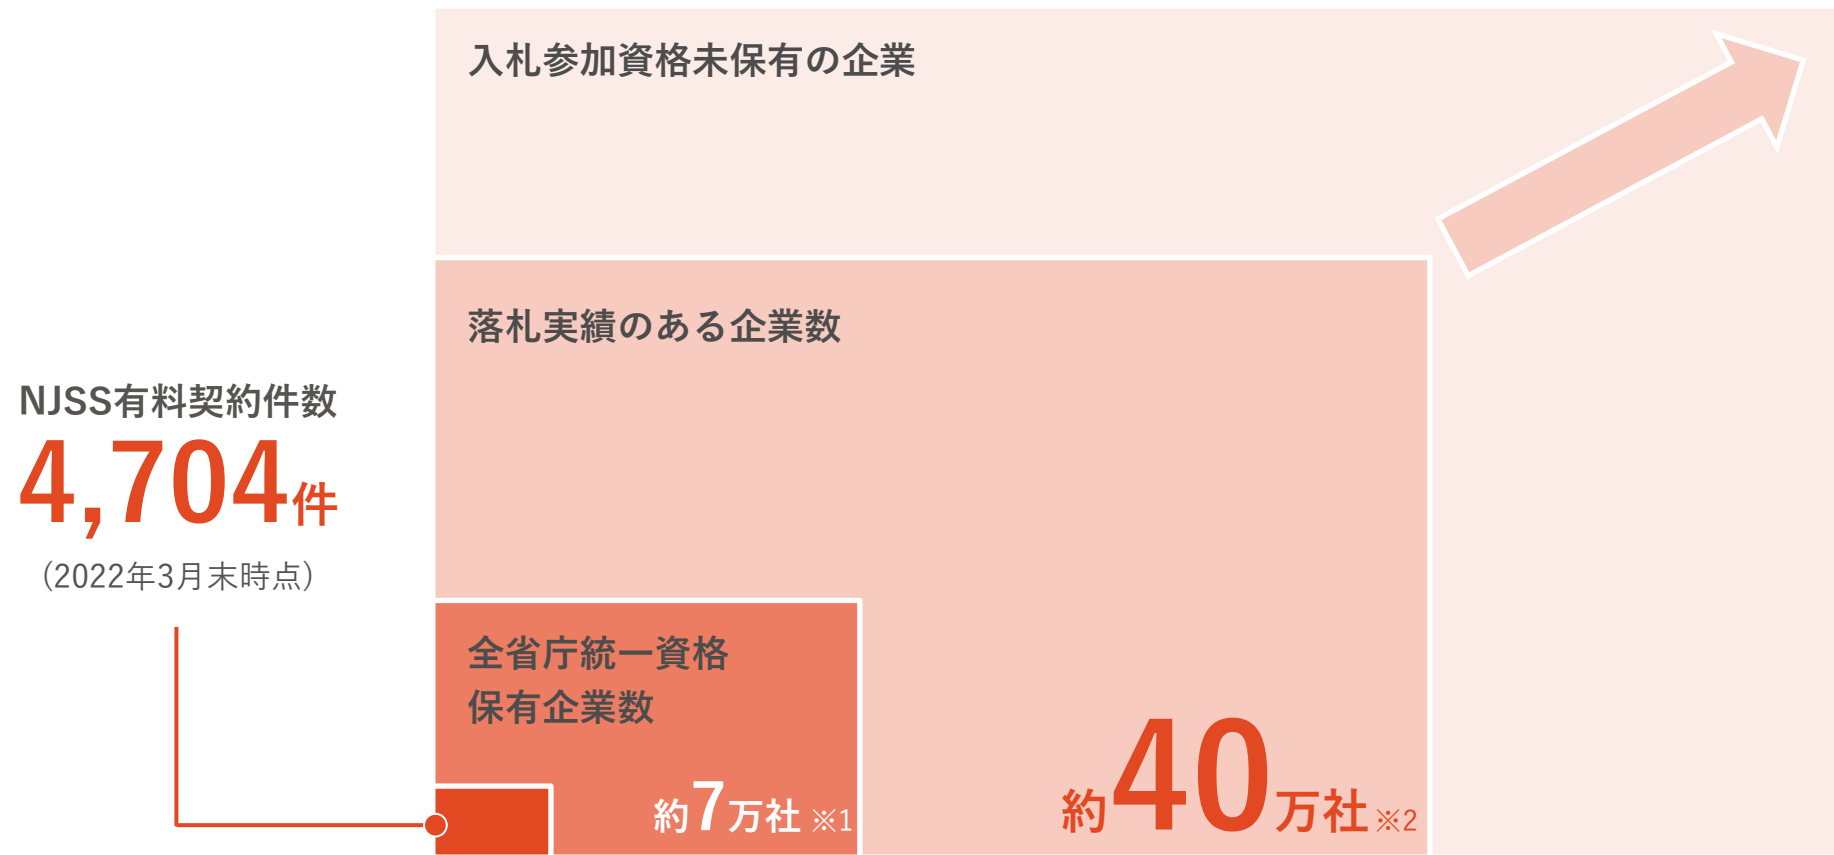 入札参加資格未保有の企業
落札実績のある企業数
NJSS有料契約件数
4,704件
(2022年3月末時点)
全省庁統一資格
保有企業数
約7万社 ※1
約40万社 ※2